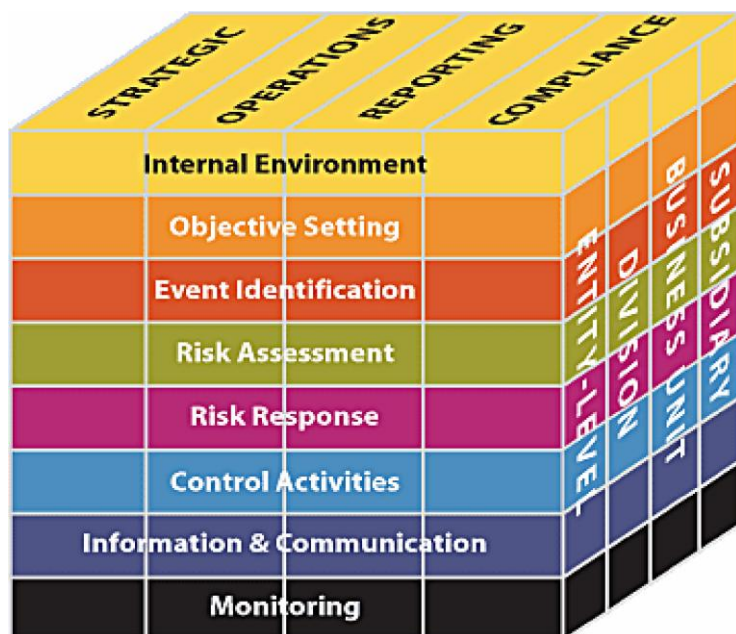 STRATEGIC
OPERATIONS
REPORTING
COMPLIANCE
Internal Environment
Objective Setting
Event Identification
Risk Assessment
Risk Response
Control Activities
Information & Communication
Monitoring
ENTITY-LEVEL
DIVISION
BUSINESS UNIT
SUBSIDIARY